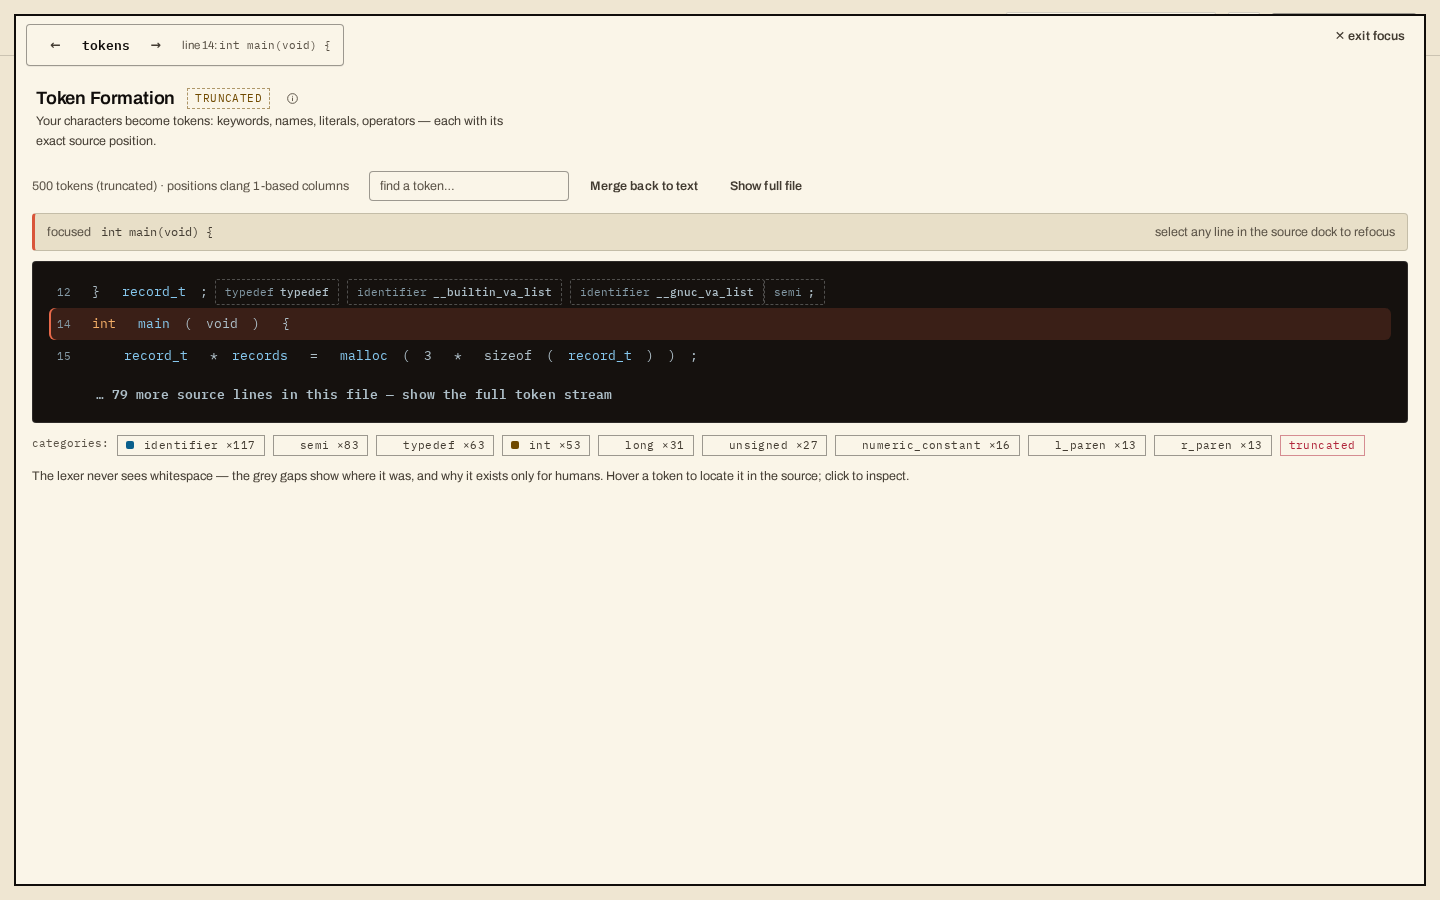 ← tokens → line 14: int main(void) {
✕ exit focus
Token Formation TRUNCATED
Your characters become tokens: keywords, names, literals, operators — each with its
exact source position.
500 tokens (truncated) · positions clang 1-based columns find a token... Merge back to text Show full file
focused int main(void) { select any line in the source dock to refocus
12 } record_t ; typedef typedef identifier __builtin_va_list identifier __gnuc_va_list semi ;
14 int main ( void ) {
15 record_t * records = malloc ( 3 * sizeof ( record_t ) ) ;
… 79 more source lines in this file — show the full token stream
categories: identifier ×117 semi ×83 typedef ×63 int ×53 long ×31 unsigned ×27 numeric_constant ×16 l_paren ×13 r_paren ×13 truncated
The lexer never sees whitespace — the grey gaps show where it was, and why it exists only for humans. Hover a token to locate it in the source; click to inspect.